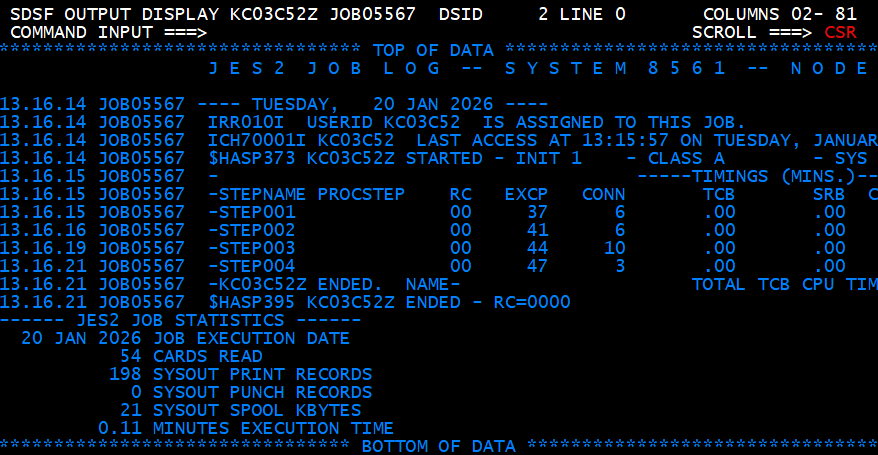 SDSF OUTPUT DISPLAY KC03C52Z JOB05567  DSID     2 LINE 0       COLUMNS 02- 81
COMMAND INPUT ===>                                            SCROLL ===> CSR
********************************* TOP OF DATA **********************************
J E S 2  J O B  L O G  --  S Y S T E M  8 5 6 1  --  N O D E
13.16.14 JOB05567 ---- TUESDAY,   20 JAN 2026 ----
13.16.14 JOB05567  IRR010I  USERID KC03C52  IS ASSIGNED TO THIS JOB.
13.16.14 JOB05567  ICH70001I KC03C52  LAST ACCESS AT 13:15:57 ON TUESDAY, JANUAR
13.16.14 JOB05567  $HASP373 KC03C52Z STARTED - INIT 1    - CLASS A        - SYS
13.16.15 JOB05567  -                                      -----TIMINGS (MINS.)--
13.16.15 JOB05567  -STEPNAME PROCSTEP    RC   EXCP   CONN       TCB       SRB  C
13.16.15 JOB05567  -STEP001              00     37      6       .00       .00
13.16.16 JOB05567  -STEP002              00     41      6       .00       .00
13.16.19 JOB05567  -STEP003              00     44     10       .00       .00
13.16.21 JOB05567  -STEP004              00     47      3       .00       .00
13.16.21 JOB05567  -KC03C52Z ENDED.  NAME-                     TOTAL TCB CPU TIM
13.16.21 JOB05567  $HASP395 KC03C52Z ENDED - RC=0000
------ JES2 JOB STATISTICS ------
20 JAN 2026 JOB EXECUTION DATE
54 CARDS READ
198 SYSOUT PRINT RECORDS
0 SYSOUT PUNCH RECORDS
21 SYSOUT SPOOL KBYTES
0.11 MINUTES EXECUTION TIME
******************************** BOTTOM OF DATA ********************************